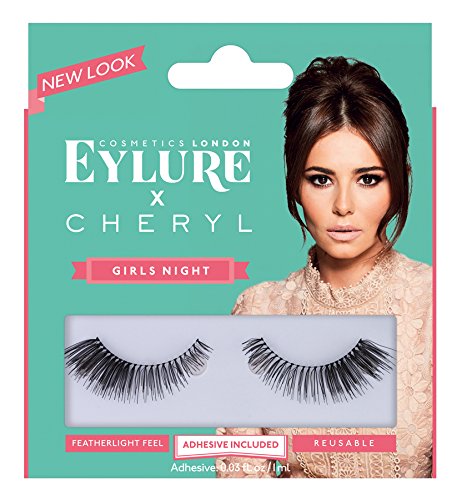 NEW LOOK
COSMETICS LONDON
EYLURE
X
CHERYL
GIRLS NIGHT
FEATHERLIGHT FEEL
ADHESIVE INCLUDED
REUSABLE
Adhesive: 0.03 fl. oz / 1 mL